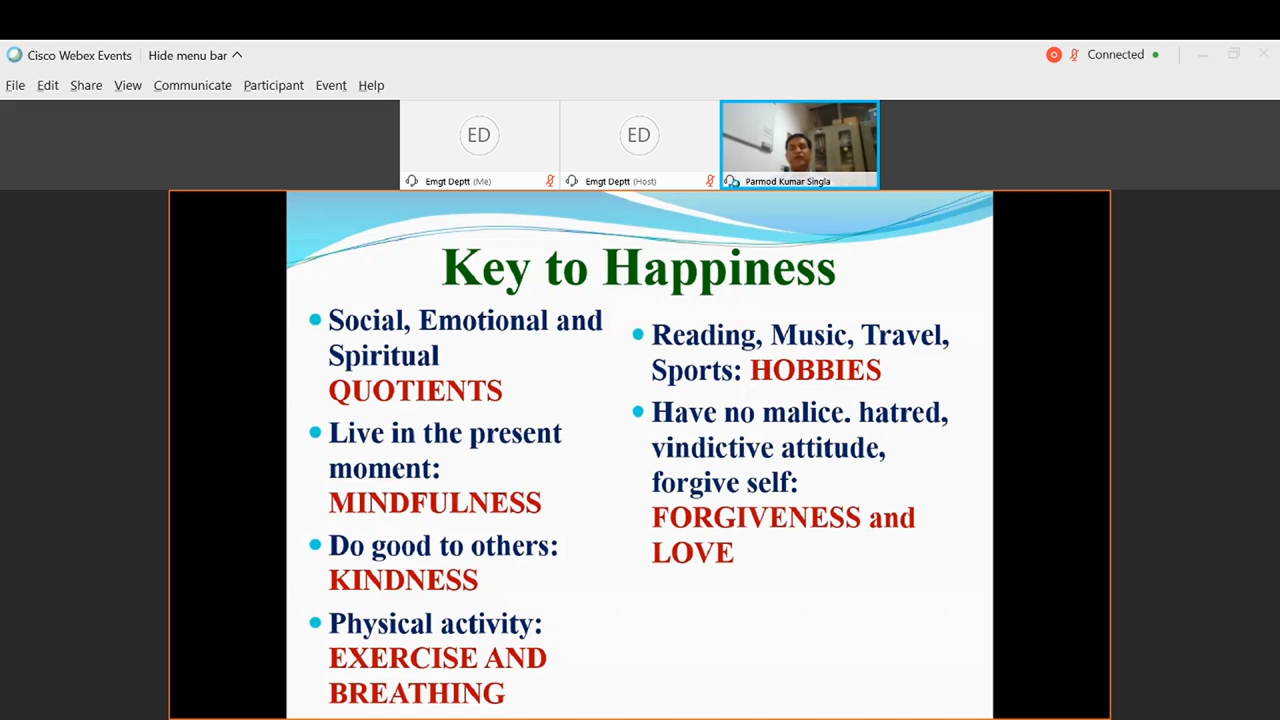 Cisco Webex Events
Hide menu bar
Connected
File Edit Share View Communicate Participant Event Help
ED
ED
Emgt Deptt (Me)
Emgt Deptt (Host)
Parmod Kumar Singla
Key to Happiness
Social, Emotional and
Spiritual
QUOTIENTS
Live in the present
moment:
MINDFULNESS
Do good to others:
KINDNESS
Physical activity:
EXERCISE AND
BREATHING
Reading, Music, Travel,
Sports: HOBBIES
Have no malice. hatred,
vindictive attitude,
forgive self:
FORGIVENESS and
LOVE